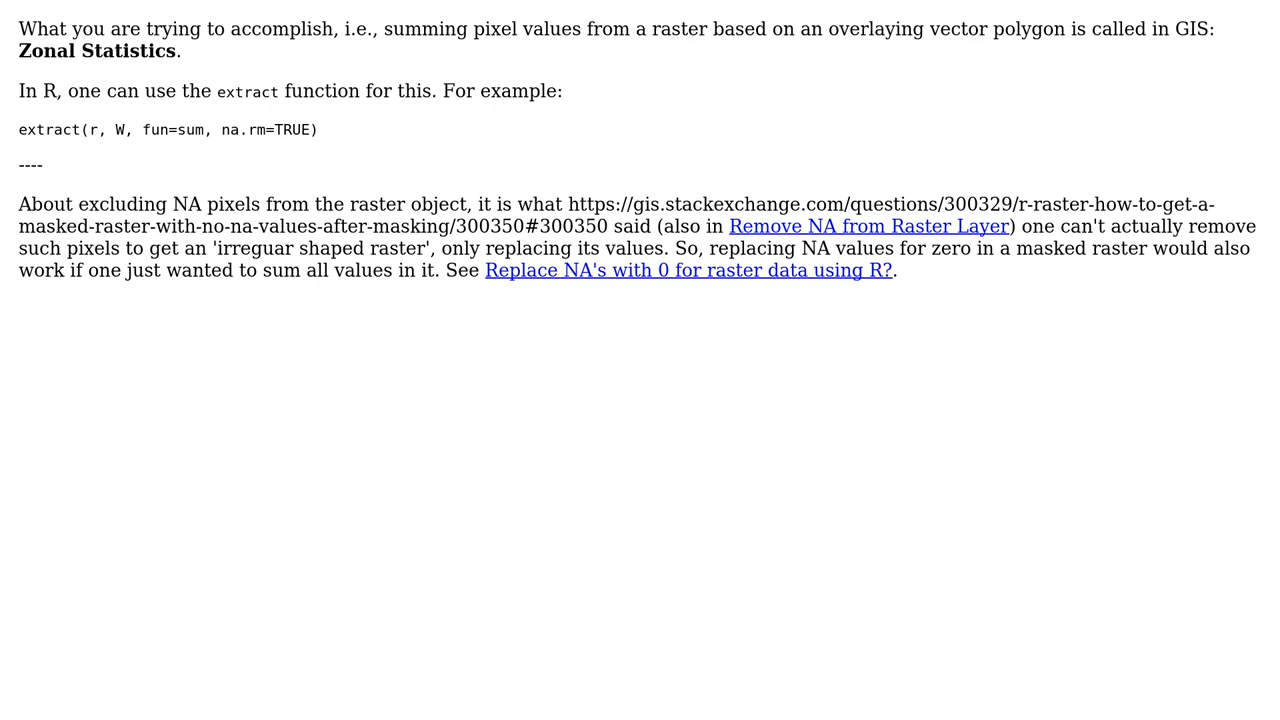 What you are trying to accomplish, i.e., summing pixel values from a raster based on an overlaying vector polygon is called in GIS:
Zonal Statistics.
In R, one can use the extract function for this. For example:
extract(r, W, fun=sum, na.rm=TRUE)
----
About excluding NA pixels from the raster object, it is what https://gis.stackexchange.com/questions/300329/r-raster-how-to-get-a-
masked-raster-with-no-na-values-after-masking/300350#300350 said (also in Remove NA from Raster Layer) one can't actually remove
such pixels to get an 'irreguar shaped raster', only replacing its values. So, replacing NA values for zero in a masked raster would also
work if one just wanted to sum all values in it. See Replace NA's with 0 for raster data using R?.